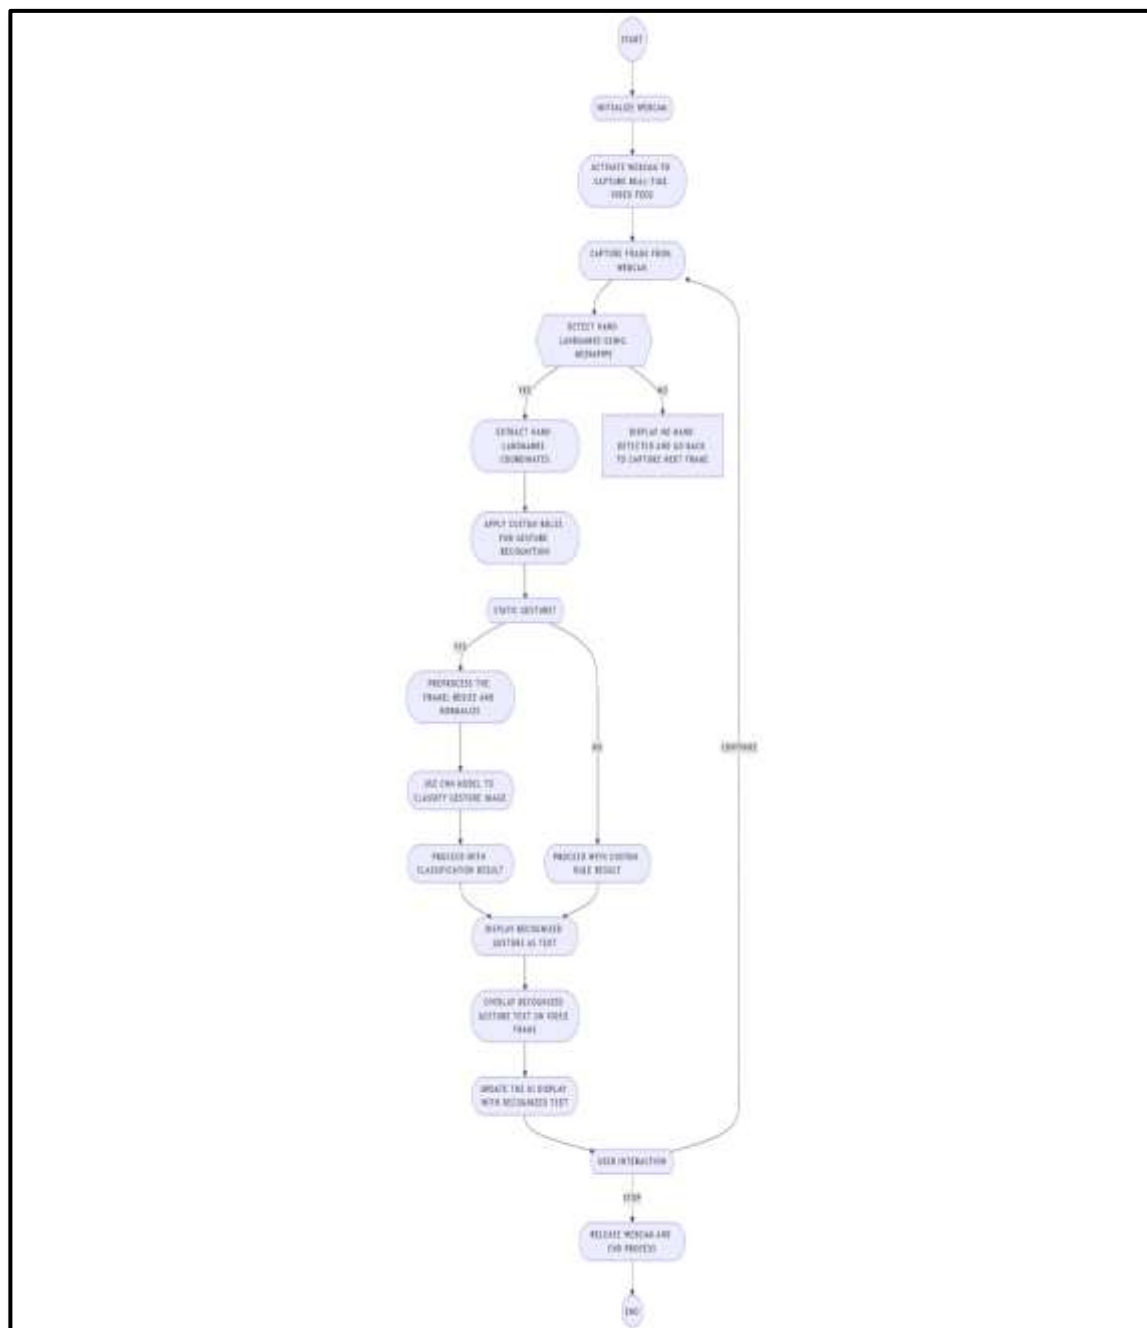 START
INITIALIZE WEBCAM
ACTIVATE WEBCAM TO
CAPTURE REAL-TIME
VIDEO FEED
CAPTURE FRAME FROM
WEBCAM
DETECT HAND
LANDMARKS USING
MEDIAPIPE
YES
NO
EXTRACT HAND
LANDMARKS
COORDINATES
DISPLAY NO HAND
DETECTED AND GO BACK
TO CAPTURE NEXT FRAME
APPLY CUSTOM RULES
FOR GESTURE
RECOGNITION
STATIC GESTURE?
YES
PREPROCESS THE
FRAME: RESIZE AND
NORMALIZE
NO
CONTINUE
USE CNN MODEL TO
CLASSIFY GESTURE IMAGE
PROCEED WITH
CLASSIFICATION RESULT
PROCEED WITH CUSTOM
RULE RESULT
DISPLAY RECOGNIZED
GESTURE AS TEXT
OVERLAY RECOGNIZED
GESTURE TEXT ON VIDEO
FRAME
UPDATE THE UI DISPLAY
WITH RECOGNIZED TEXT
USER INTERACTION
STOP
RELEASE WEBCAM AND
END PROCESS
END